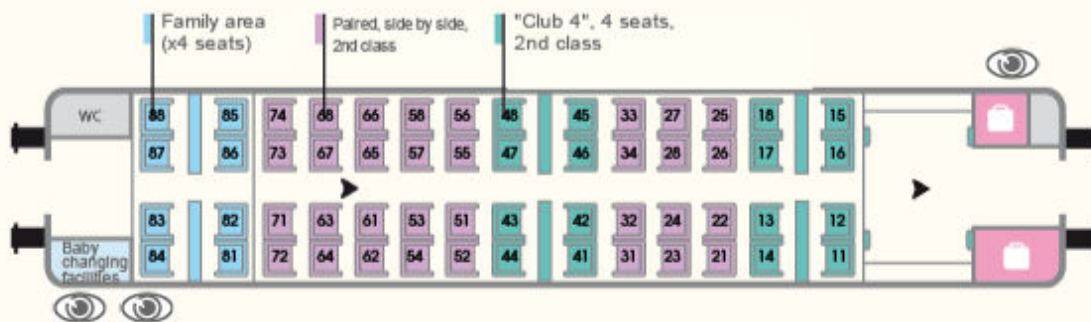 Family area
(x4 seats)
Paired, side by side,
2nd class
"Club 4", 4 seats,
2nd class
WC
88 85 74 68 66 58 56 48 45 33 27 25 18 15
87 86 73 67 65 57 55 47 46 34 28 26 17 16
83 82 71 63 61 53 51 43 42 32 24 22 13 12
84 81 72 64 62 54 52 44 41 31 23 21 14 11
Baby
changing
facilities